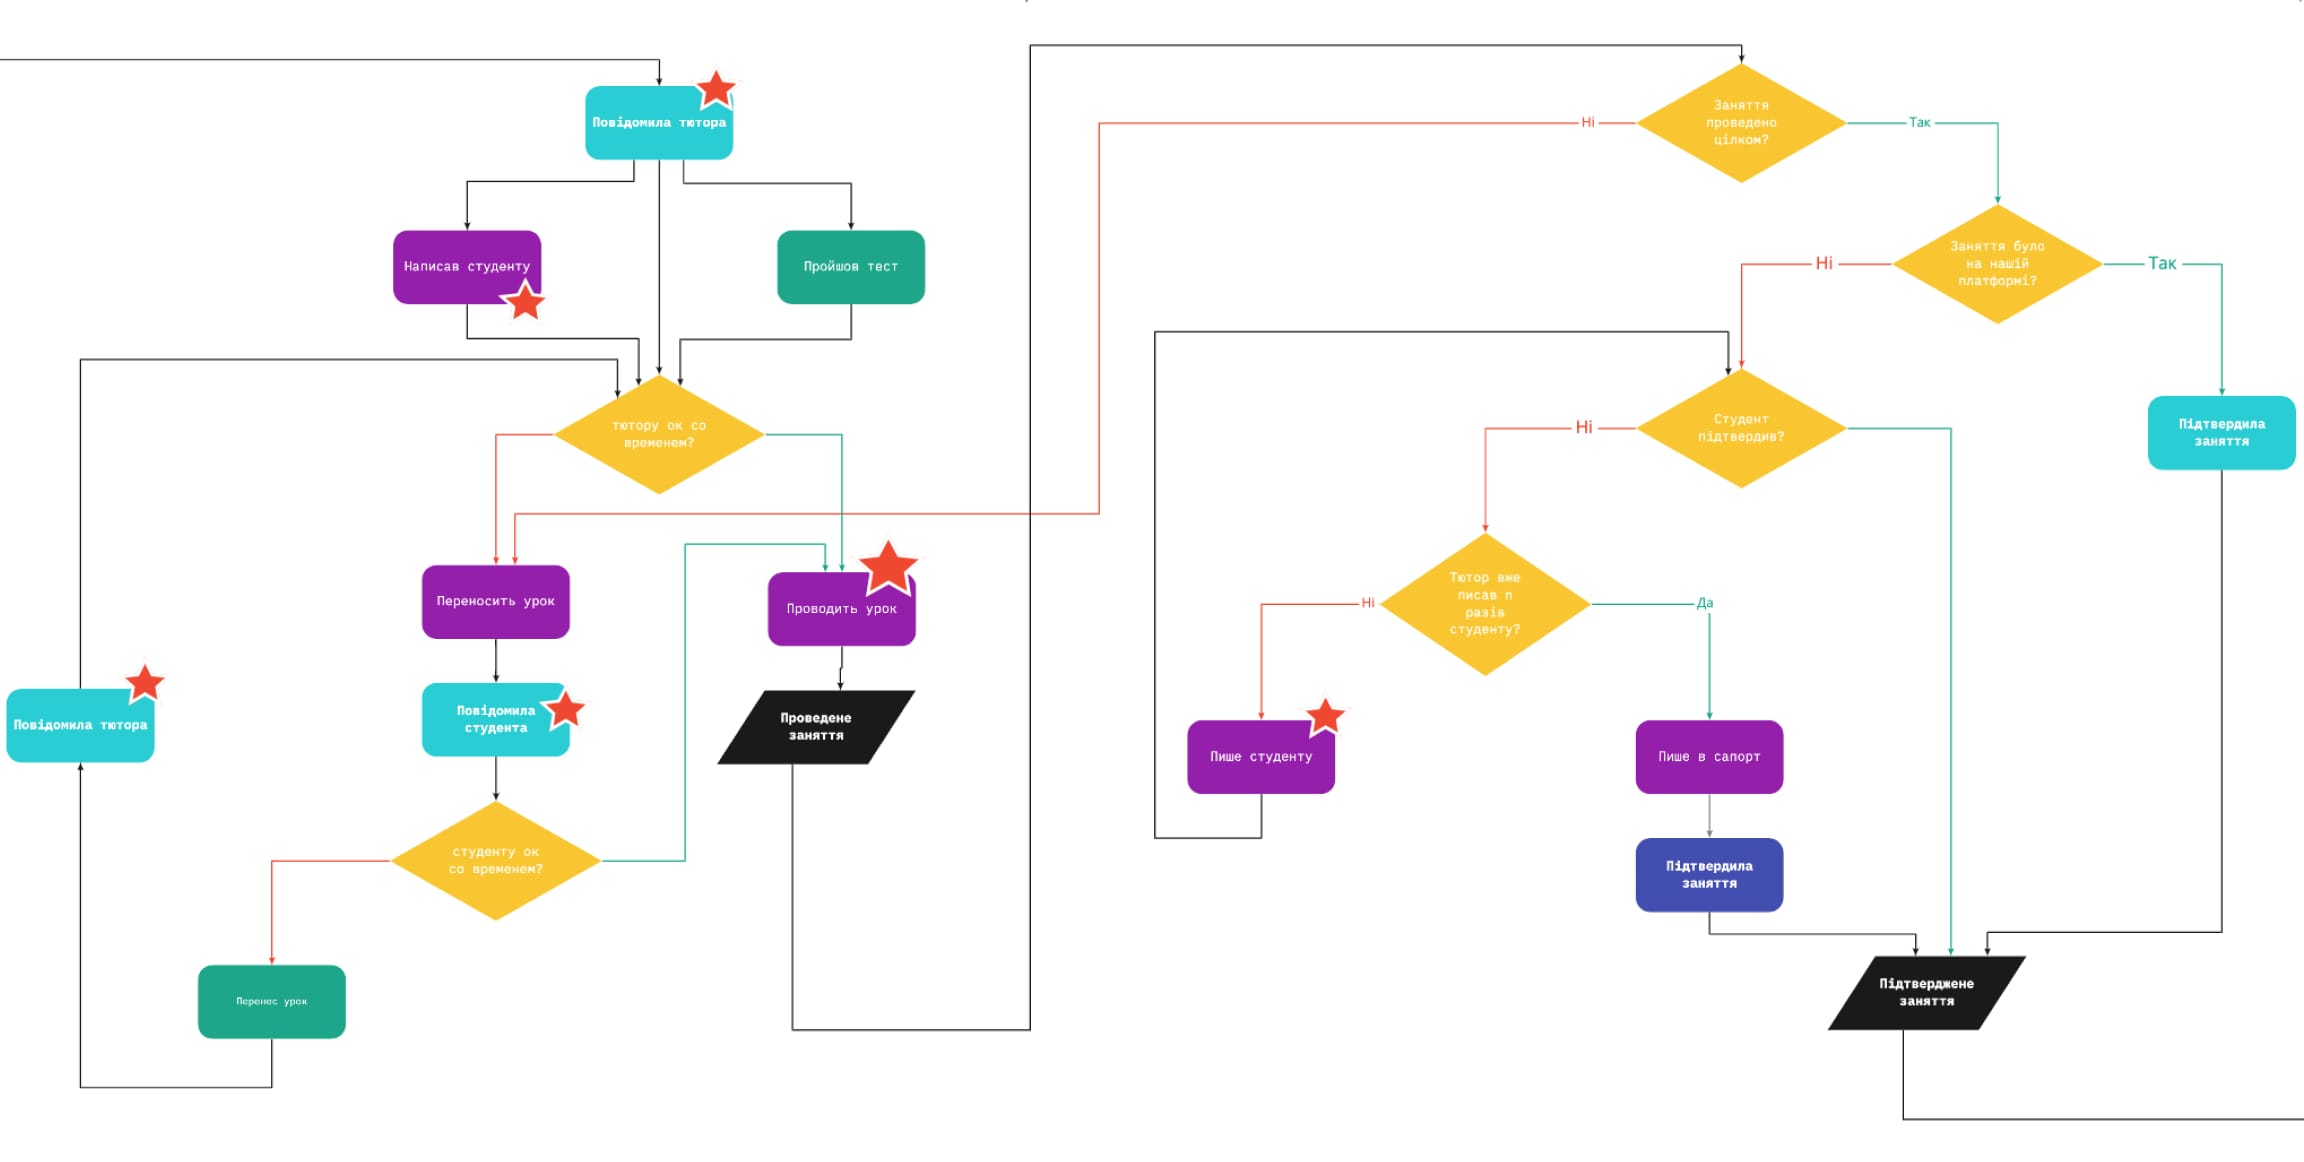 Повідомила тютора
Написав студенту
Пройшов тест
тютору ок со
временем?
Переносить урок
Проводить урок
Повідомила тютора
Повідомила
студента
Проведене
заняття
студенту ок
со временем?
Перенес урок
Заняття
проведено
цілком?
Ні
Так
Заняття було
на нашій
платформі?
Ні
Так
Студент
підтвердив?
Ні
Підтвердила
заняття
Тютор вже
писав n
разів
студенту?
Ні
Да
Пише студенту
Пише в сапорт
Підтвердила
заняття
Підтверджене
заняття